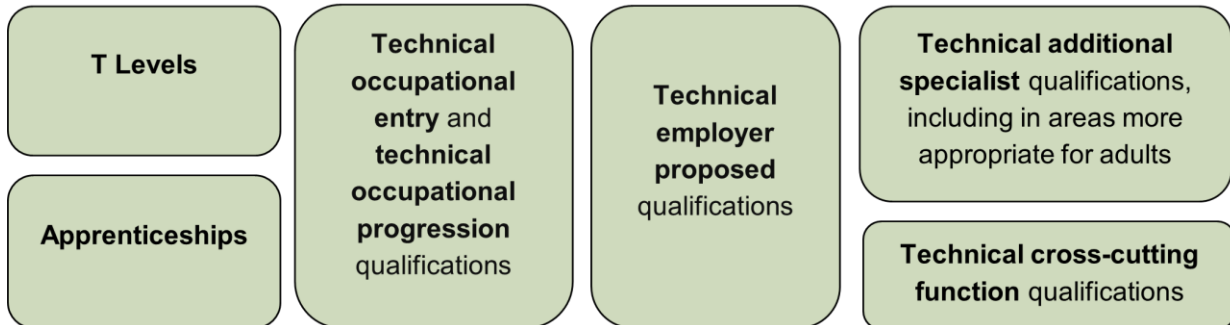 T Levels
Apprenticeships
Technical
occupational
entry and
technical
occupational
progression
qualifications
Technical
employer
proposed
qualifications
Technical additional
specialist qualifications,
including in areas more
appropriate for adults
Technical cross-cutting
function qualifications